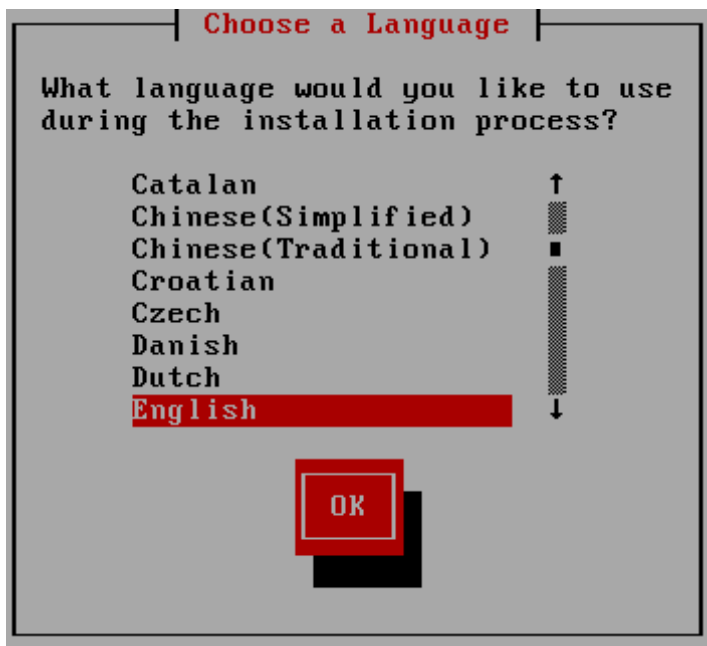 Choose a Language
What language would you like to use
during the installation process?
Catalan
Chinese(Simplified)
Chinese(Traditional)
Croatian
Czech
Danish
Dutch
English
OK